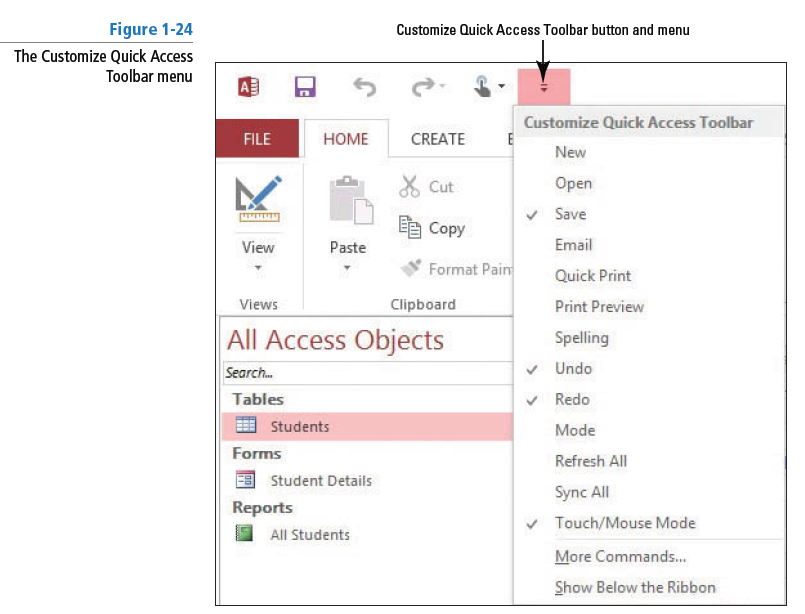 Figure 1-24
The Customize Quick Access
Toolbar menu
Customize Quick Access Toolbar button and menu
A
FILE
HOME
CREATE
E
View
Views
Paste
Cut
Copy
Format Pain
Clipboard
All Access Objects
Search...
Tables
Students
Forms
Student Details
Reports
All Students
Customize Quick Access Toolbar
New
Open
Save
Email
Quick Print
Print Preview
Spelling
Undo
Redo
Mode
Refresh All
Sync All
Touch/Mouse Mode
More Commands...
Show Below the Ribbon